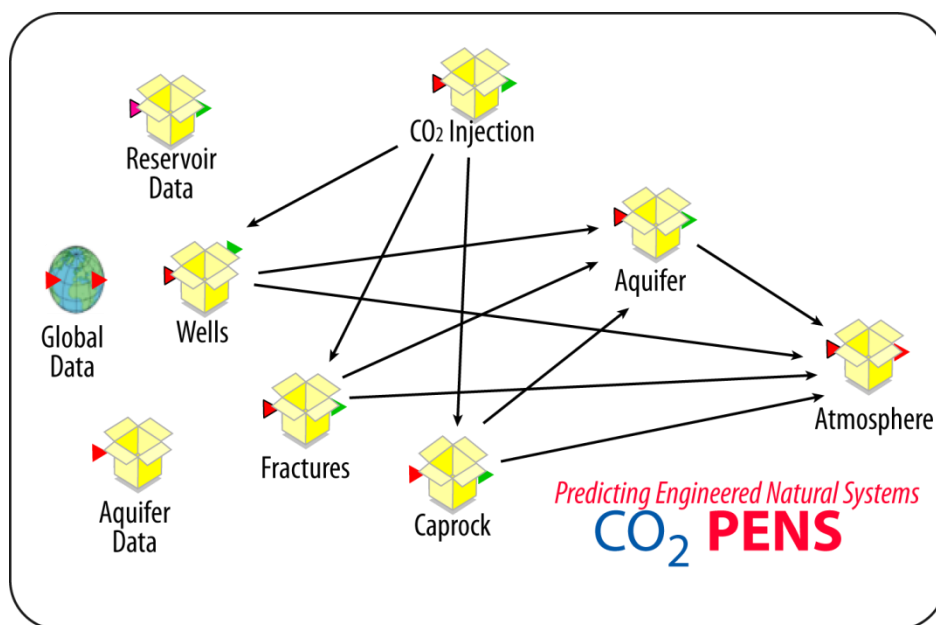 CO₂ Injection
Reservoir
Data
Aquifer
Global
Data
Wells
Atmosphere
Fractures
Caprock
Aquifer
Data
Predicting Engineered Natural Systems
CO₂ PENS